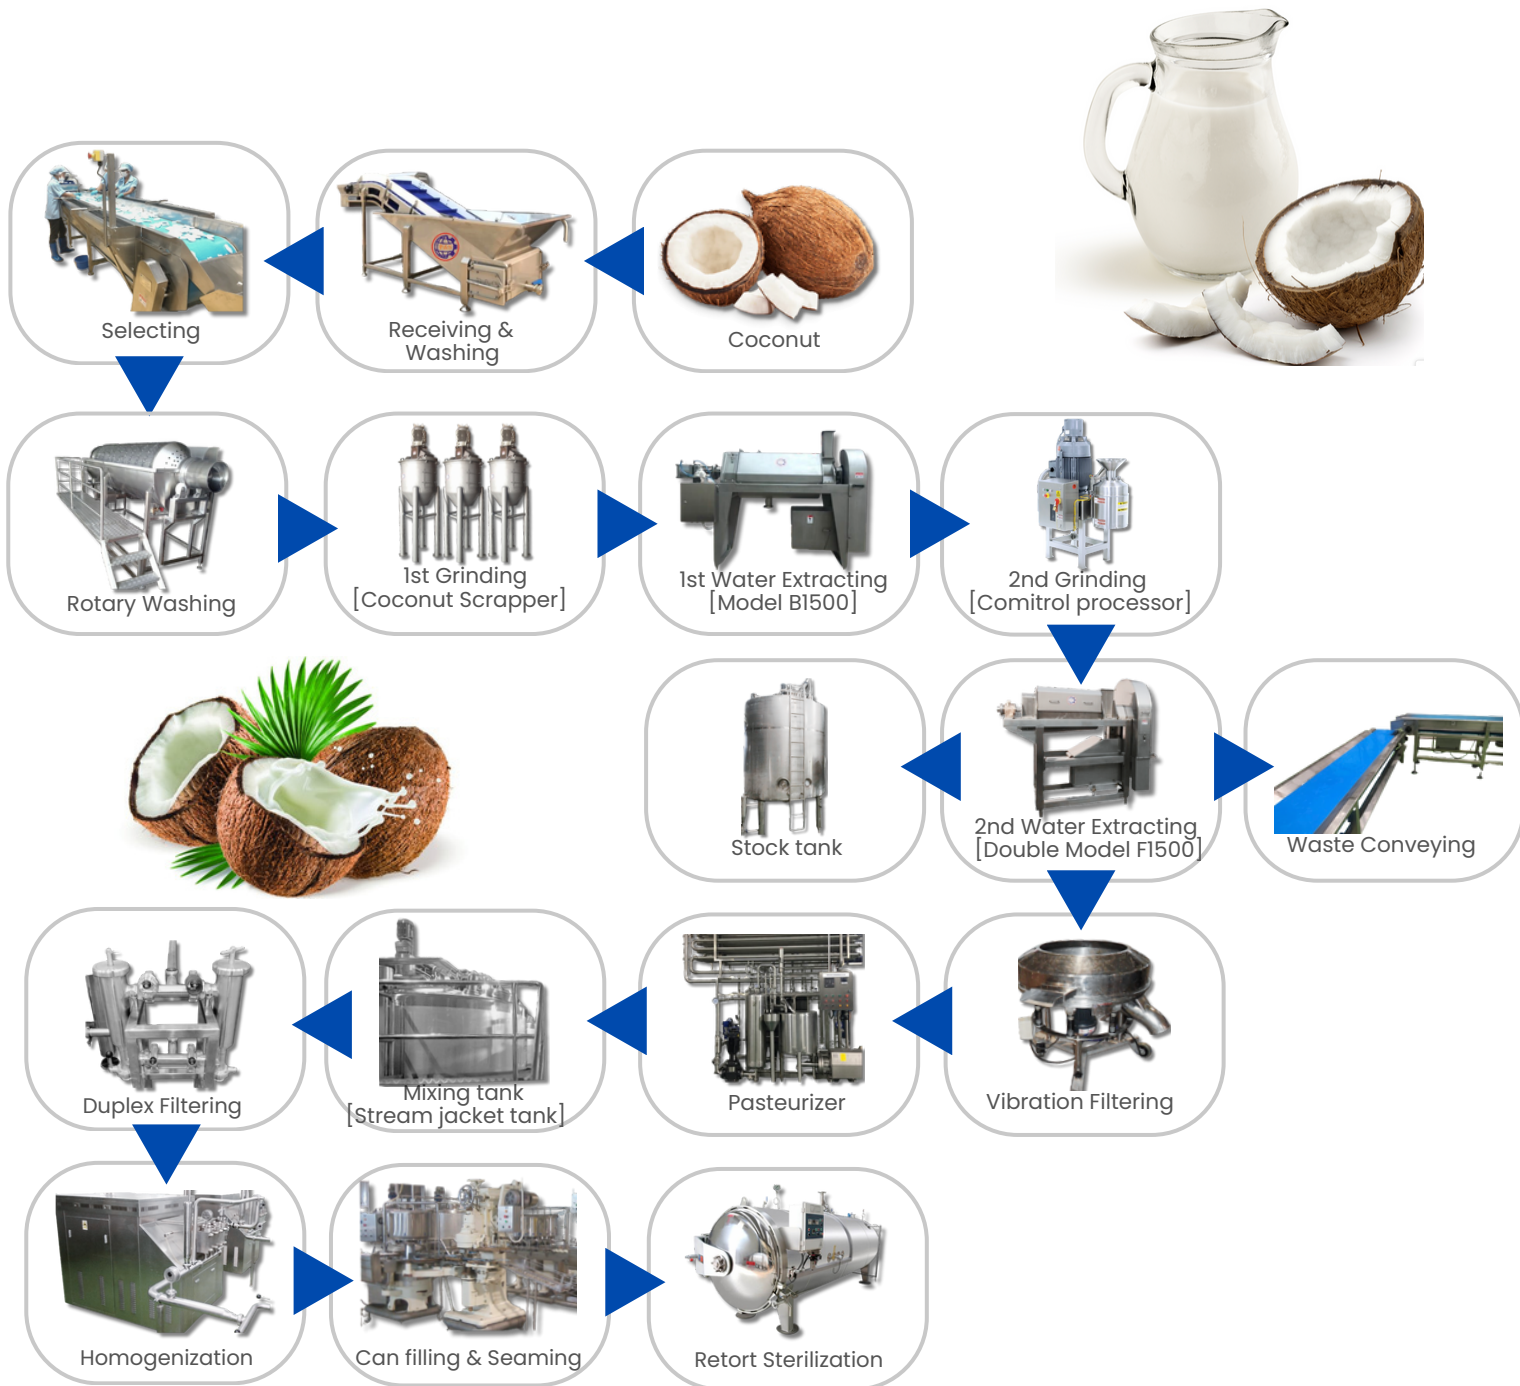 Selecting
Receiving &
Washing
Coconut
Rotary Washing
1st Grinding
[Coconut Scrapper]
1st Water Extracting
[Model B1500]
2nd Grinding
[Comitrol processor]
Stock tank
2nd Water Extracting
[Double Model F1500]
Waste Conveying
Duplex Filtering
Mixing tank
[Stream jacket tank]
Pasteurizer
Vibration Filtering
Homogenization
Can filling & Seaming
Retort Sterilization